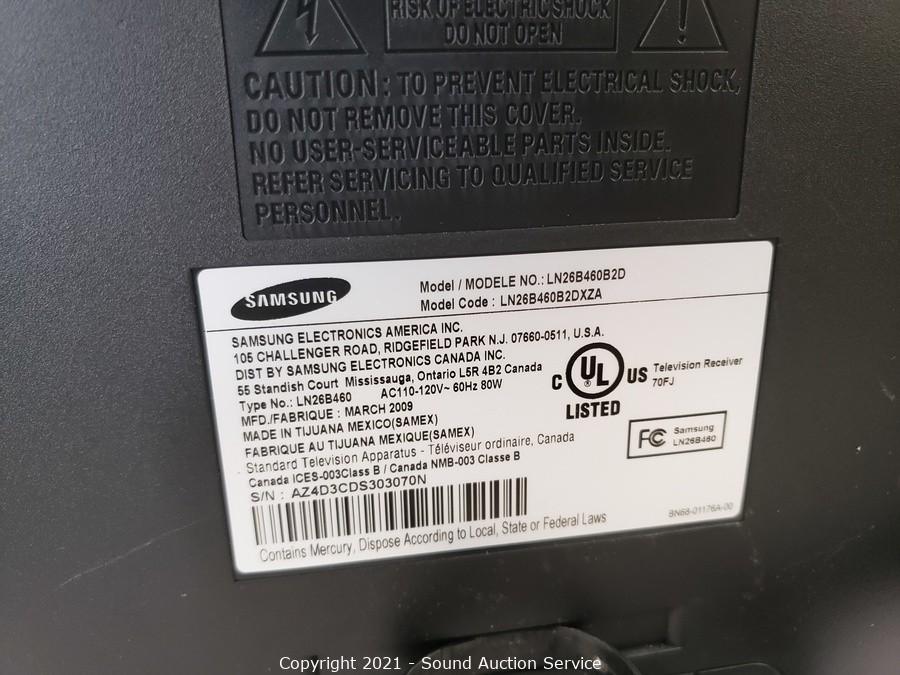 RISK OF ELECTRIC SHOCK
DO NOT OPEN
CAUTION: TO PREVENT ELECTRICAL SHOCK,
DO NOT REMOVE THIS COVER.
NO USER-SERVICEABLE PARTS INSIDE.
REFER SERVICING TO QUALIFIED SERVICE
PERSONNEL.
SAMSUNG
Model / MODELE NO.: LN26B460B2D
Model Code : LN26B460B2DXZA
SAMSUNG ELECTRONICS AMERICA INC.
105 CHALLENGER ROAD, RIDGEFIELD PARK N.J. 07660-0511, U.S.A.
DIST BY SAMSUNG ELECTRONICS CANADA INC.
55 Standish Court Mississauga, Ontario L5R 4B2 Canada
Type No.: LN26B460 AC110-120V~ 60Hz 80W
MFD./FABRIQUE : MARCH 2009
MADE IN TIJUANA MEXICO(SAMEX)
FABRIQUE AU TIJUANA MEXIQUE(SAMEX)
Standard Television Apparatus - Téléviseur ordinaire, Canada
Canada ICES-003Class B / Canada NMB-003 Classe B
S/N : AZ4D3CDS303070N
Contains Mercury, Dispose According to Local, State or Federal Laws
C UL ® US
LISTED
Television Receiver
70FJ
FC Samsung
LN26B460
BN68-01176A-00
Copyright 2021 - Sound Auction Service